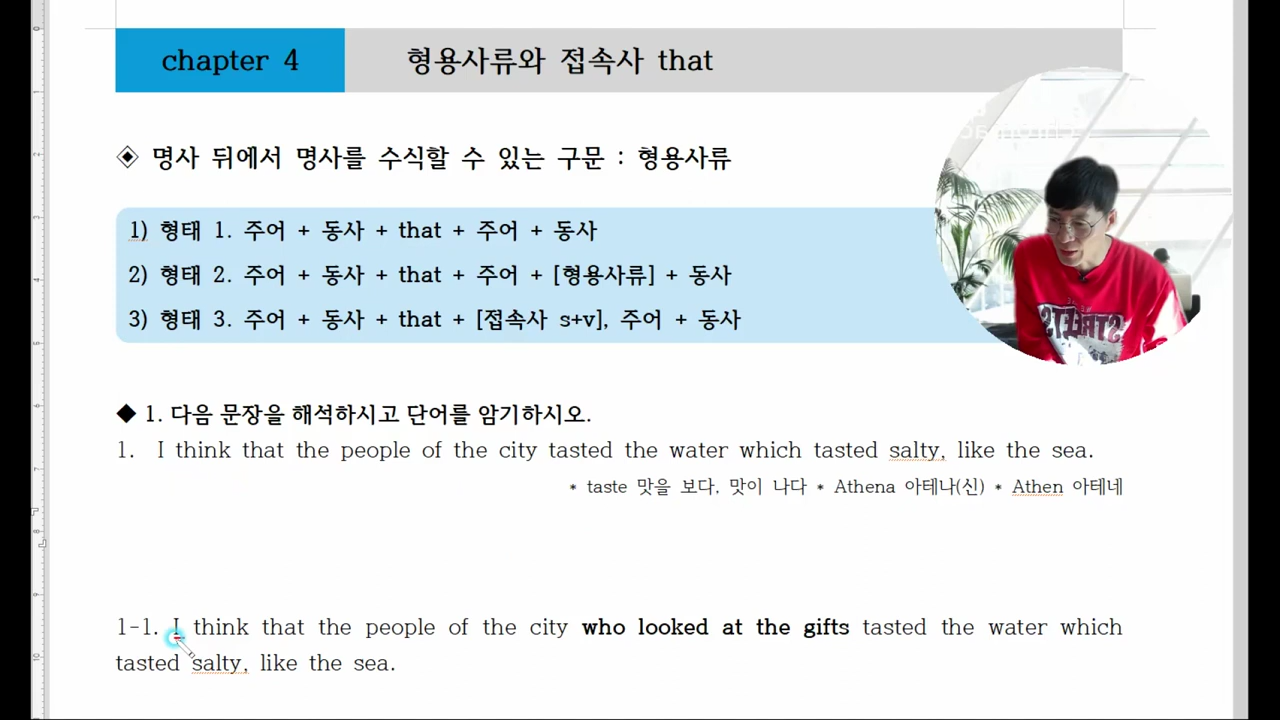 chapter 4 형용사류와 접속사 that
◈ 명사 뒤에서 명사를 수식할 수 있는 구문 : 형용사류
1) 형태 1. 주어 + 동사 + that + 주어 + 동사
2) 형태 2. 주어 + 동사 + that + 주어 + [형용사류] + 동사
3) 형태 3. 주어 + 동사 + that + [접속사 s+v], 주어 + 동사
◆ 1. 다음 문장을 해석하시고 단어를 암기하시오.
1. I think that the people of the city tasted the water which tasted salty, like the sea.
* taste 맛을 보다, 맛이 나다 * Athena 아테나(신) * Athen 아테네
1-1. I think that the people of the city who looked at the gifts tasted the water which
tasted salty, like the sea.